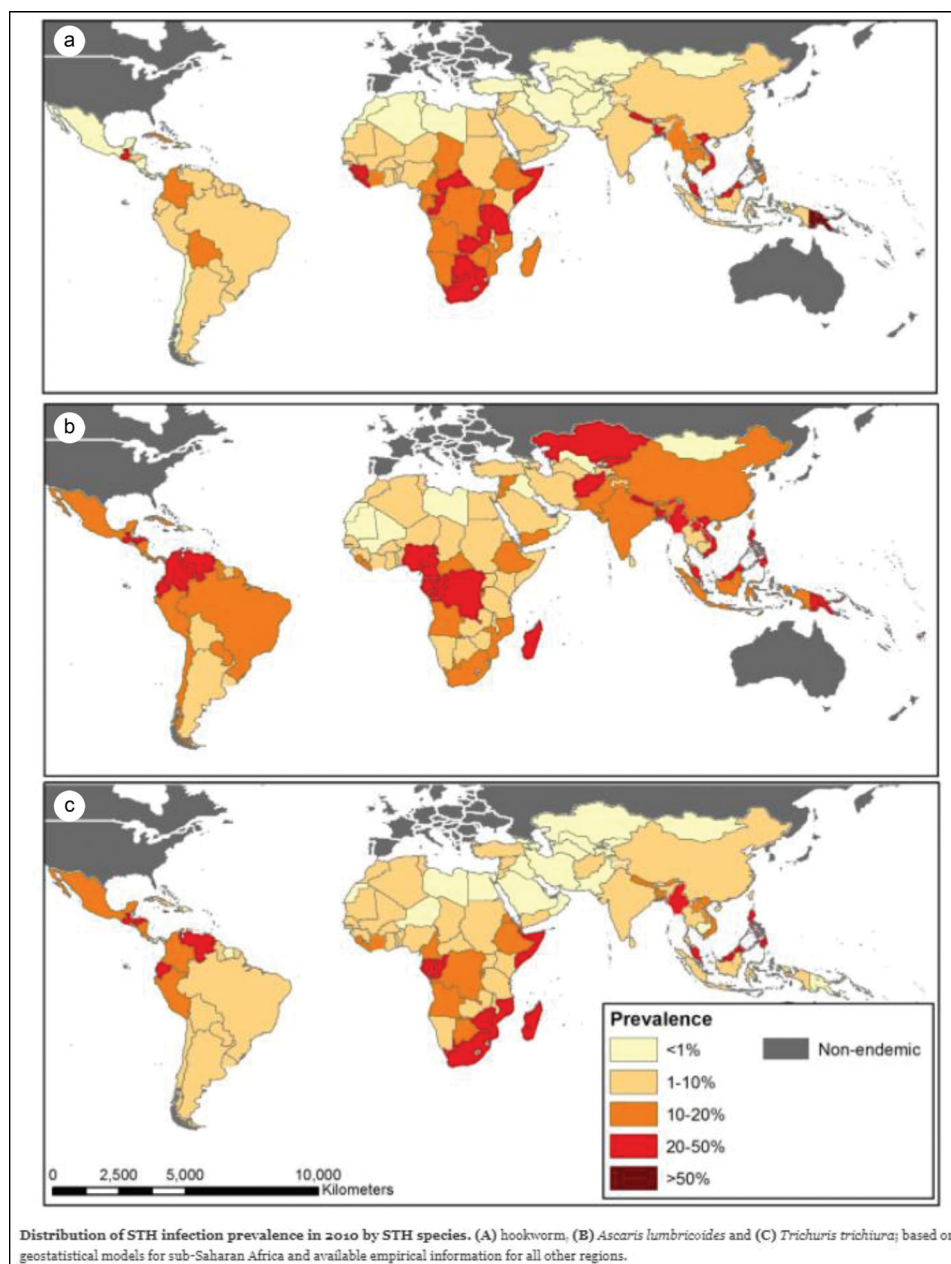 a
b
c
Prevalence
<1%
1-10%
10-20%
20-50%
>50%
Non-endemic
0 2,500 5,000 10,000
Kilometers
Distribution of STH infection prevalence in 2010 by STH species. (A) hookworm, (B) Ascaris lumbricoides and (C) Trichuris trichiura; based on
geostatistical models for sub-Saharan Africa and available empirical information for all other regions.